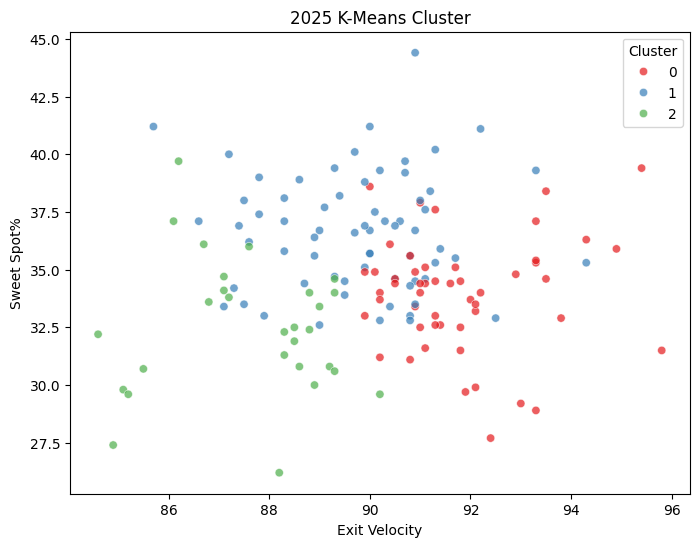 2025 K-Means Cluster
Cluster
0
1
2
45.0
42.5
40.0
37.5
35.0
32.5
30.0
27.5
Sweet Spot%
86 88 90 92 94 96
Exit Velocity